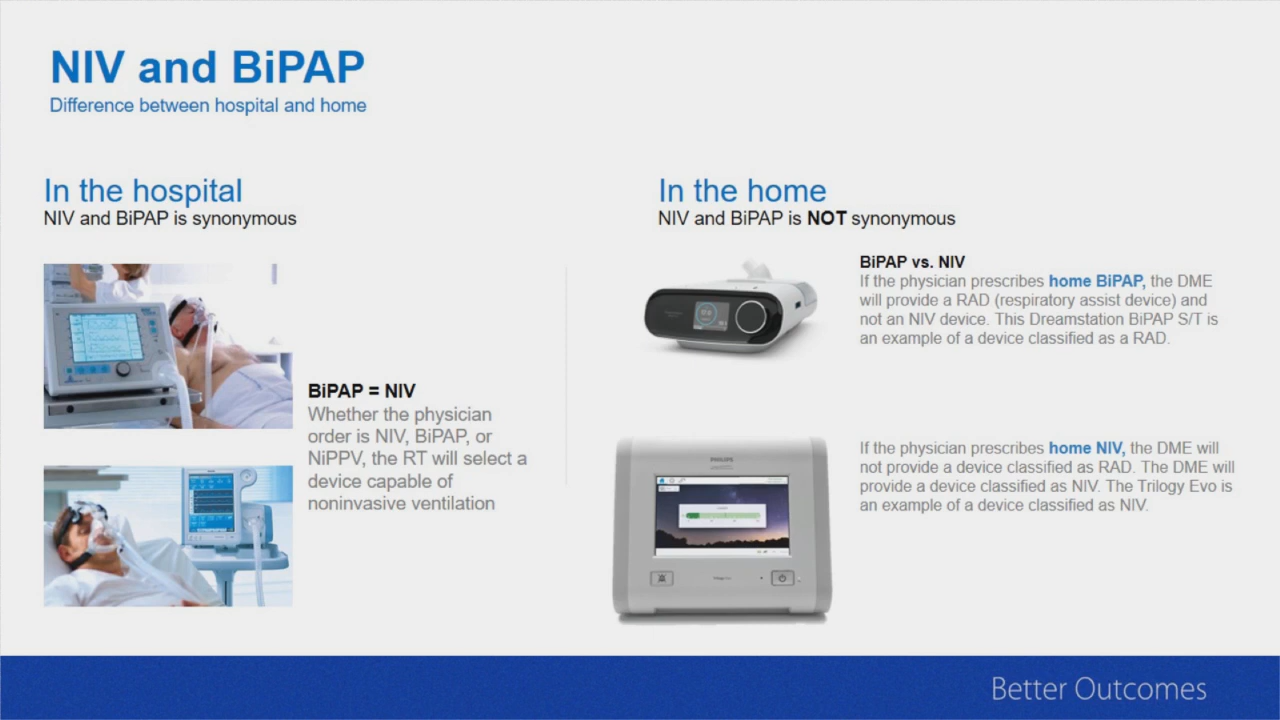 NIV and BiPAP
Difference between hospital and home
In the hospital
NIV and BiPAP is synonymous
BiPAP = NIV
Whether the physician
order is NIV, BiPAP, or
NiPPV, the RT will select a
device capable of
noninvasive ventilation
In the home
NIV and BiPAP is NOT synonymous
BiPAP vs. NIV
If the physician prescribes home BiPAP, the DME
will provide a RAD (respiratory assist device) and
not an NIV device. This Dreamstation BiPAP S/T is
an example of a device classified as a RAD.
PHILIPS
If the physician prescribes home NIV, the DME will
not provide a device classified as RAD. The DME will
provide a device classified as NIV. The Trilogy Evo is
an example of a device classified as NIV.
Better Outcomes